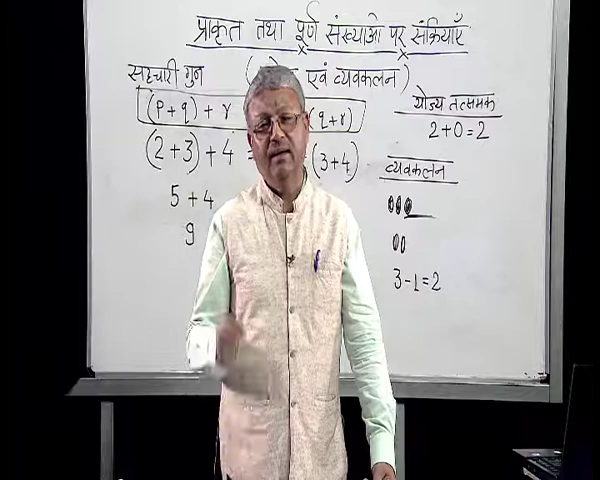 प्राकृत तथा पूर्ण संख्याओं पर संक्रियाएँ
सहचारी गुन ( एवं व्यवकलन)
(p+q) + r (q+r)
(2+3) + 4 = (3+4)
5 + 4
9
योज्य तत्समक
2+0=2
व्यवकलन
3-1=2